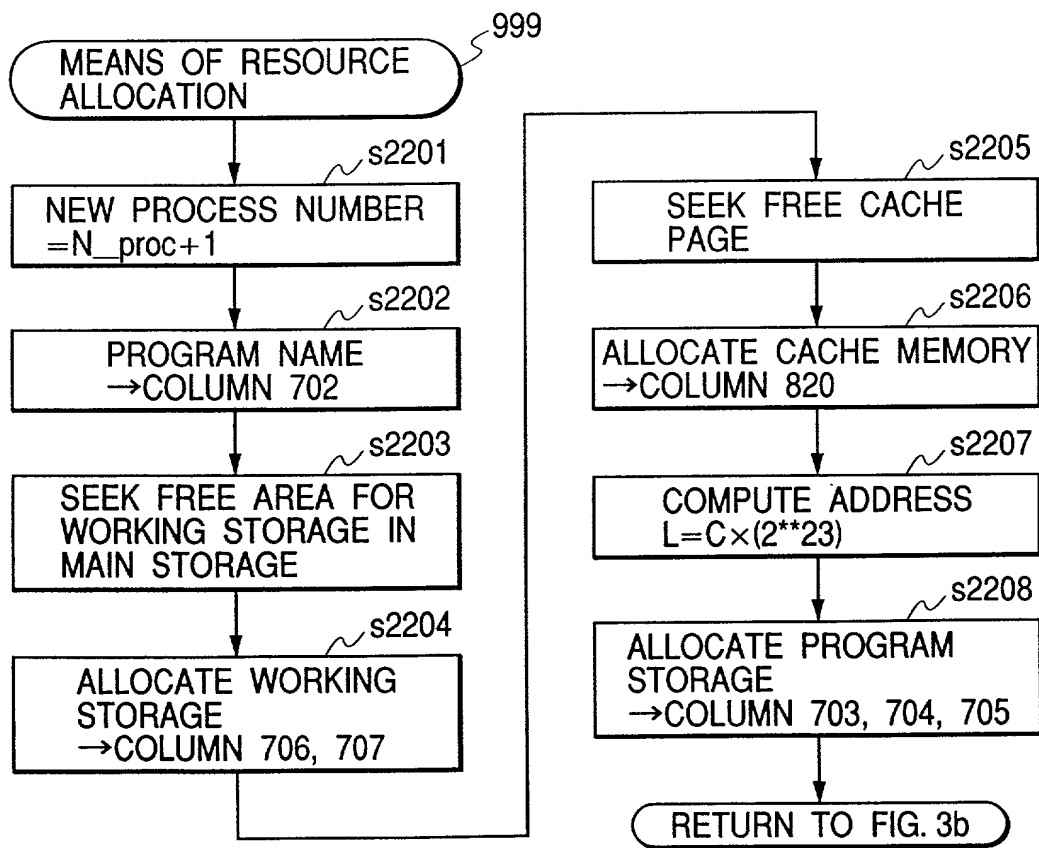 999
MEANS OF RESOURCE
ALLOCATION
s2201
NEW PROCESS NUMBER
=N_proc+1
s2202
PROGRAM NAME
→COLUMN 702
s2203
SEEK FREE AREA FOR
WORKING STORAGE IN
MAIN STORAGE
s2204
ALLOCATE WORKING
STORAGE
→COLUMN 706, 707
s2205
SEEK FREE CACHE
PAGE
s2206
ALLOCATE CACHE MEMORY
→COLUMN 820
s2207
COMPUTE ADDRESS
L=C×(2**23)
s2208
ALLOCATE PROGRAM
STORAGE
→COLUMN 703, 704, 705
RETURN TO FIG. 3b